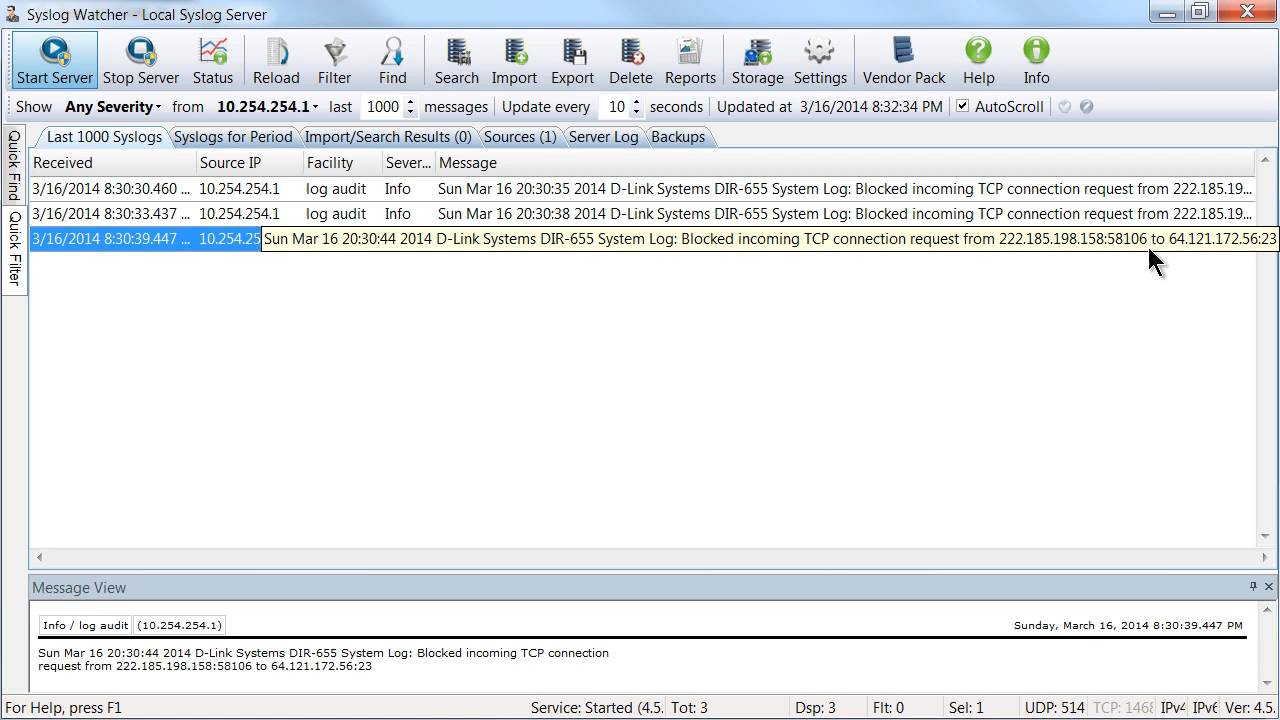 Syslog Watcher - Local Syslog Server
Start Server Stop Server Status Reload Filter Find Search Import Export Delete Reports Storage Settings Vendor Pack Help Info
Show Any Severity from 10.254.254.1 last 1000 messages Update every 10 seconds Updated at 3/16/2014 8:32:34 PM AutoScroll
Quick Find
Quick Filter
Last 1000 Syslogs Syslogs for Period Import/Search Results (0) Sources (1) Server Log Backups
Received Source IP Facility Sever... Message
3/16/2014 8:30:30.460 ... 10.254.254.1 log audit Info Sun Mar 16 20:30:35 2014 D-Link Systems DIR-655 System Log: Blocked incoming TCP connection request from 222.185.19...
3/16/2014 8:30:33.437 ... 10.254.254.1 log audit Info Sun Mar 16 20:30:38 2014 D-Link Systems DIR-655 System Log: Blocked incoming TCP connection request from 222.185.19...
3/16/2014 8:30:39.447 ... 10.254.25 Sun Mar 16 20:30:44 2014 D-Link Systems DIR-655 System Log: Blocked incoming TCP connection request from 222.185.198.158:58106 to 64.121.172.56:23
Message View
Info / log audit (10.254.254.1) Sunday, March 16, 2014 8:30:39.447 PM
Sun Mar 16 20:30:44 2014 D-Link Systems DIR-655 System Log: Blocked incoming TCP connection
request from 222.185.198.158:58106 to 64.121.172.56:23
For Help, press F1 Service: Started (4.5. Tot: 3 Dsp: 3 Flt: 0 Sel: 1 UDP: 514 TCP: 1468 IPv4 IPv6 Ver: 4.5.